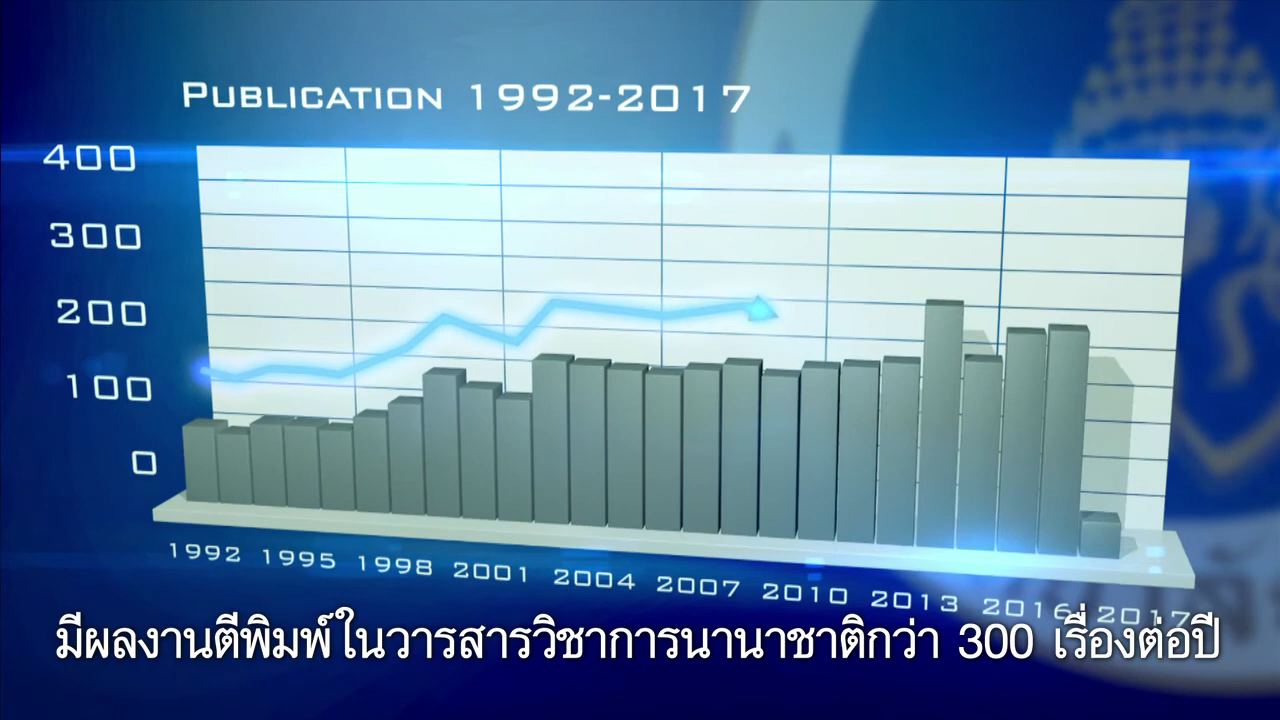 PUBLICATION 1992-2017
400
300
200
100
0
1992 1995 1998 2001 2004 2007 2010 2013 2016 2017
มีผลงานตีพิมพ์ในวารสารวิชาการนานาชาติกว่า 300 เรื่องต่อปี